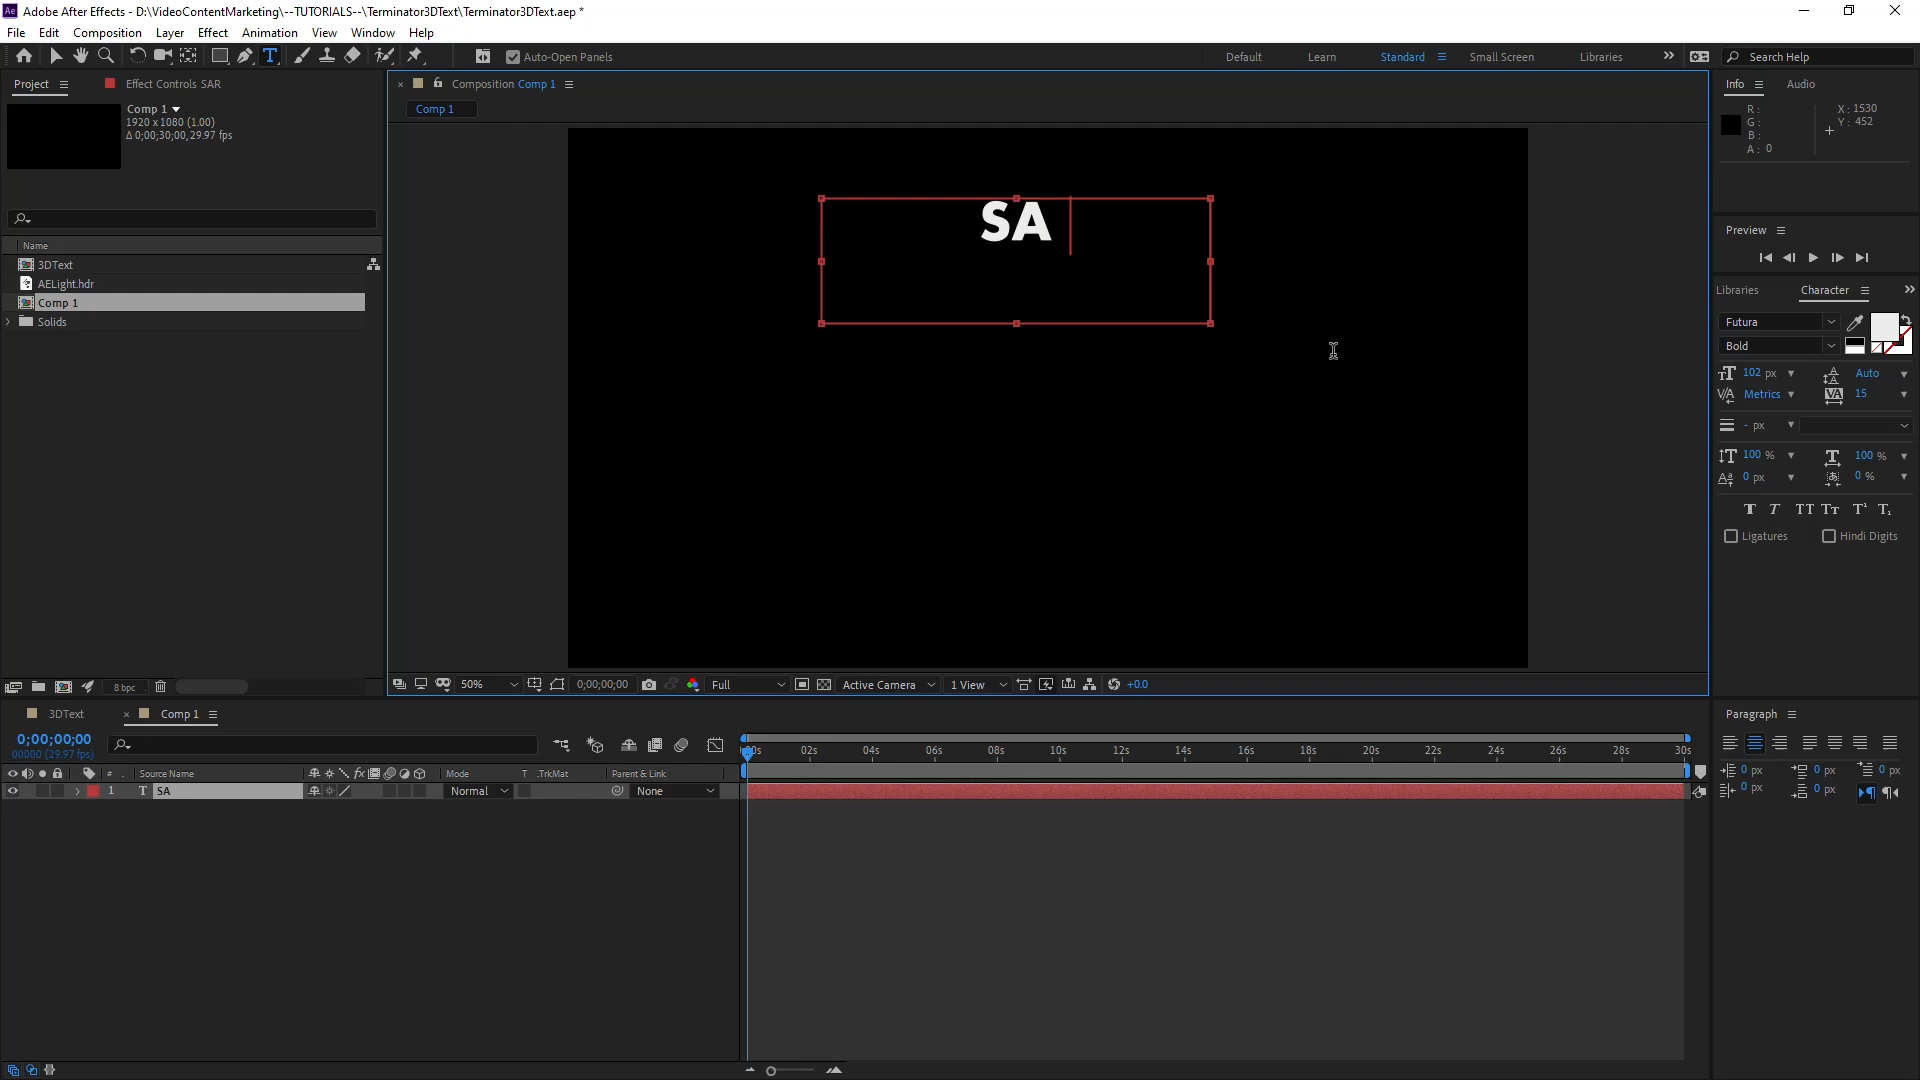 Ae Adobe After Effects - D:\VideoContentMarketing\--TUTORIALS--\Terminator3DText\Terminator3DText.aep *
File Edit Composition Layer Effect Animation View Window Help
Auto-Open Panels
Default Learn Standard Small Screen Libraries Search Help
Project
Effect Controls SAR
Comp 1
1920 x 1080 (1.00)
Δ 0;00;30;00, 29.97 fps
Name
3DText
AELight.hdr
Comp 1
Solids
8 bpc
Composition Comp 1
Comp 1
SA
50% 0;00;00;00 Full Active Camera 1 View +0.0
Info Audio
R : X : 1530
G : Y : 452
B :
A : 0
Preview
Libraries Character
Futura
Bold
102 px Auto
Metrics 15
- px
100 % 100 %
0 px 0 %
Ligatures Hindi Digits
3DText Comp 1
0;00;00;00
00000 (29.97 fps)
# Source Name Mode T .TrkMat Parent & Link
1 T SA Normal None
00s 02s 04s 06s 08s 10s 12s 14s 16s 18s 20s 22s 24s 26s 28s 30s
Paragraph
0 px 0 px 0 px
0 px 0 px